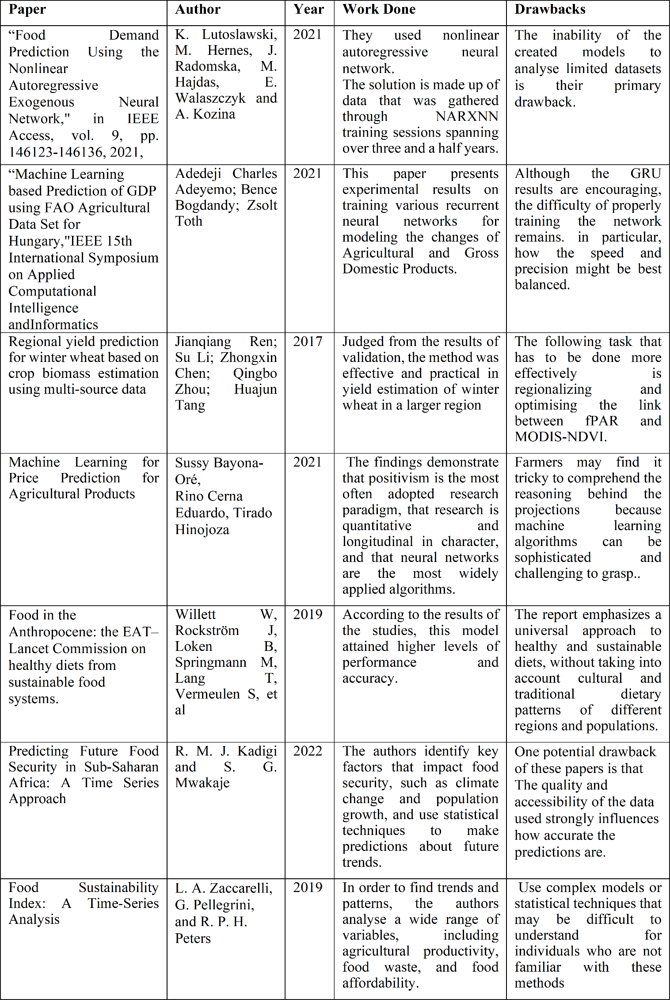 Paper
Author
Year
Work Done
Drawbacks
“Food Demand
Prediction Using the
Nonlinear
Autoregressive
Exogenous Neural
Network," in IEEE
Access, vol. 9, pp.
146123-146136, 2021,
K. Lutoslawski,
M. Hernes, J.
Radomska, M.
Hajdas, E.
Walaszczyk and
A. Kozina
2021
They used nonlinear
autoregressive neural
network.
The solution is made up of
data that was gathered
through NARXNN
training sessions spanning
over three and a half years.
The inability of the
created models to
analyse limited datasets
is their primary
drawback.
“Machine Learning
based Prediction of GDP
using FAO Agricultural
Data Set for
Hungary,"IEEE 15th
International Symposium
on Applied
Computational
Intelligence
andInformatics
Adedeji Charles
Adeyemo; Bence
Bogdandy; Zsolt
Toth
2021
This paper presents
experimental results on
training various recurrent
neural networks for
modeling the changes of
Agricultural and Gross
Domestic Products.
Although the GRU
results are encouraging,
the difficulty of properly
training the network
remains. in particular,
how the speed and
precision might be best
balanced.
Regional yield prediction
for winter wheat based on
crop biomass estimation
using multi-source data
Jianqiang Ren;
Su Li; Zhongxin
Chen; Qingbo
Zhou; Huajun
Tang
2017
Judged from the results of
validation, the method was
effective and practical in
yield estimation of winter
wheat in a larger region
The following task that
has to be done more
effectively is
regionalizing and
optimising the link
between fPAR and
MODIS-NDVI.
Machine Learning for
Price Prediction for
Agricultural Products
Sussy Bayona-
Oré,
Rino Cerna
Eduardo, Tirado
Hinojoza
2021
The findings demonstrate
that positivism is the most
often adopted research
paradigm, that research is
quantitative and
longitudinal in character,
and that neural networks
are the most widely
applied algorithms.
Farmers may find it
tricky to comprehend the
reasoning behind the
projections because
machine learning
algorithms can be
sophisticated and
challenging to grasp..
Food in the
Anthropocene: the EAT–
Lancet Commission on
healthy diets from
sustainable food
systems.
Willett W,
Rockström J,
Loken B,
Springmann M,
Lang T,
Vermeulen S, et
al
2019
According to the results of
the studies, this model
attained higher levels of
performance and
accuracy.
The report emphasizes a
universal approach to
healthy and sustainable
diets, without taking into
account cultural and
traditional dietary
patterns of different
regions and populations.
Predicting Future Food
Security in Sub-Saharan
Africa: A Time Series
Approach
R. M. J. Kadigi
and S. G.
Mwakaje
2022
The authors identify key
factors that impact food
security, such as climate
change and population
growth, and use statistical
techniques to make
predictions about future
trends.
One potential drawback
of these papers is that
The quality and
accessibility of the data
used strongly influences
how accurate the
predictions are.
Food Sustainability
Index: A Time-Series
Analysis
L. A. Zaccarelli,
G. Pellegrini,
and R. P. H.
Peters
2019
In order to find trends and
patterns, the authors
analyse a wide range of
variables, including
agricultural productivity,
food waste, and food
affordability.
Use complex models or
statistical techniques that
may be difficult to
understand for
individuals who are not
familiar with these
methods